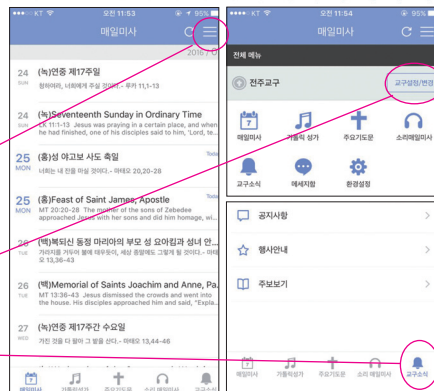 KT 오전 11:53 95%
매일미사
2016 / 0
24 (녹)연중 제17주일
SUN 청하여라, 너희에게 주실 것이다.- 루카 11,1-13
24 (녹)Seventeenth Sunday in Ordinary Time
SUN LK 11:1-13 Jesus was praying in a certain place, and when
he had finished, one of his disciples said to him, 'Lord, te...
25 (홍)성 야고보 사도 축일 Today
MON 너희는 내 잔을 마실 것이다.- 마태오 20,20-28
25 (홍)Feast of Saint James, Apostle Today
MON MT 20:20-28 The mother of the sons of Zebedee
approached Jesus with her sons and did him homage, wi...
26 (백)복되신 동정 마리아의 부모 성 요아킴과 성녀 안...
TUE 가라지를 거두어 불에 태우듯이, 세상 종말에도 그렇게 될 것이다.- 마태
오 13,36-43
26 (백)Memorial of Saints Joachim and Anne, Pa...
TUE MT 13:36-43 Jesus dismissed the crowds and went into
the house. His disciples approached him and said, "Expla...
27 (녹)연중 제17주간 수요일
WED 가진 것을 다 팔아 그 밭을 산다.- 마태오 13,44-46
매일미사 가톨릭성가 주요기도문 소리 매일미사 교구소식
KT 오전 11:54 95%
매일미사
전체 메뉴
전주교구 교구설정/변경
7
매일미사 가톨릭 성가 주요기도문 소리매일미사
교구소식 메세지함 환경설정
공지사항
행사안내
주보보기
매일미사 가톨릭성가 주요기도문 소리 매일미사 교구소식